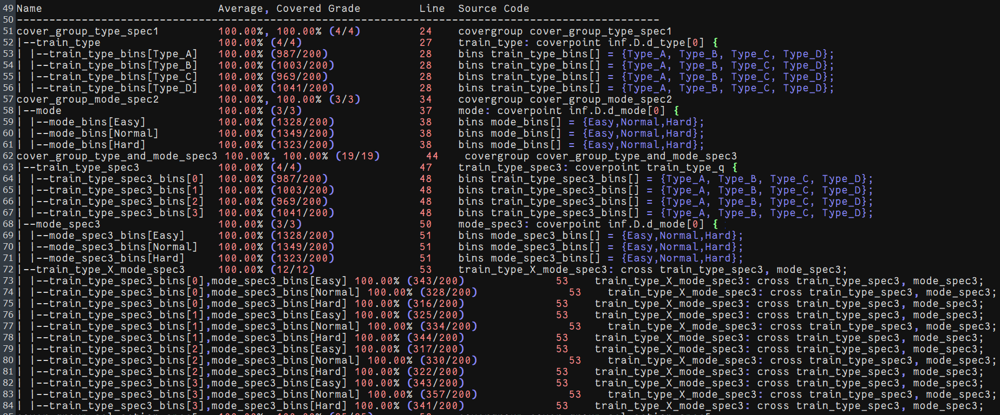 49 Name Average, Covered Grade Line Source Code
50 ---------------------------------------------------------------------------------------------------
51 cover_group_type_spec1 100.00%, 100.00% (4/4) 24 covergroup cover_group_type_spec1
52 |--train_type 100.00% (4/4) 27 train_type: coverpoint inf.D.d_type[0] {
53 | |--train_type_bins[Type_A] 100.00% (987/200) 28 bins train_type_bins[] = {Type_A, Type_B, Type_C, Type_D};
54 | |--train_type_bins[Type_B] 100.00% (1003/200) 28 bins train_type_bins[] = {Type_A, Type_B, Type_C, Type_D};
55 | |--train_type_bins[Type_C] 100.00% (969/200) 28 bins train_type_bins[] = {Type_A, Type_B, Type_C, Type_D};
56 | |--train_type_bins[Type_D] 100.00% (1041/200) 28 bins train_type_bins[] = {Type_A, Type_B, Type_C, Type_D};
57 cover_group_mode_spec2 100.00%, 100.00% (3/3) 34 covergroup cover_group_mode_spec2
58 |--mode 100.00% (3/3) 37 mode: coverpoint inf.D.d_mode[0] {
59 | |--mode_bins[Easy] 100.00% (1328/200) 38 bins mode_bins[] = {Easy,Normal,Hard};
60 | |--mode_bins[Normal] 100.00% (1349/200) 38 bins mode_bins[] = {Easy,Normal,Hard};
61 | |--mode_bins[Hard] 100.00% (1323/200) 38 bins mode_bins[] = {Easy,Normal,Hard};
62 cover_group_type_and_mode_spec3 100.00%, 100.00% (19/19) 44 covergroup cover_group_type_and_mode_spec3
63 |--train_type_spec3 100.00% (4/4) 47 train_type_spec3: coverpoint train_type_q {
64 | |--train_type_spec3_bins[0] 100.00% (987/200) 48 bins train_type_spec3_bins[] = {Type_A, Type_B, Type_C, Type_D};
65 | |--train_type_spec3_bins[1] 100.00% (1003/200) 48 bins train_type_spec3_bins[] = {Type_A, Type_B, Type_C, Type_D};
66 | |--train_type_spec3_bins[2] 100.00% (969/200) 48 bins train_type_spec3_bins[] = {Type_A, Type_B, Type_C, Type_D};
67 | |--train_type_spec3_bins[3] 100.00% (1041/200) 48 bins train_type_spec3_bins[] = {Type_A, Type_B, Type_C, Type_D};
68 |--mode_spec3 100.00% (3/3) 50 mode_spec3: coverpoint inf.D.d_mode[0] {
69 | |--mode_spec3_bins[Easy] 100.00% (1328/200) 51 bins mode_spec3_bins[] = {Easy,Normal,Hard};
70 | |--mode_spec3_bins[Normal] 100.00% (1349/200) 51 bins mode_spec3_bins[] = {Easy,Normal,Hard};
71 | |--mode_spec3_bins[Hard] 100.00% (1323/200) 51 bins mode_spec3_bins[] = {Easy,Normal,Hard};
72 |--train_type_X_mode_spec3 100.00% (12/12) 53 train_type_X_mode_spec3: cross train_type_spec3, mode_spec3;
73 | |--train_type_spec3_bins[0],mode_spec3_bins[Easy] 100.00% (343/200) 53 train_type_X_mode_spec3: cross train_type_spec3, mode_spec3;
74 | |--train_type_spec3_bins[0],mode_spec3_bins[Normal] 100.00% (328/200) 53 train_type_X_mode_spec3: cross train_type_spec3, mode_spec3;
75 | |--train_type_spec3_bins[0],mode_spec3_bins[Hard] 100.00% (316/200) 53 train_type_X_mode_spec3: cross train_type_spec3, mode_spec3;
76 | |--train_type_spec3_bins[1],mode_spec3_bins[Easy] 100.00% (325/200) 53 train_type_X_mode_spec3: cross train_type_spec3, mode_spec3;
77 | |--train_type_spec3_bins[1],mode_spec3_bins[Normal] 100.00% (334/200) 53 train_type_X_mode_spec3: cross train_type_spec3, mode_spec3;
78 | |--train_type_spec3_bins[1],mode_spec3_bins[Hard] 100.00% (344/200) 53 train_type_X_mode_spec3: cross train_type_spec3, mode_spec3;
79 | |--train_type_spec3_bins[2],mode_spec3_bins[Easy] 100.00% (317/200) 53 train_type_X_mode_spec3: cross train_type_spec3, mode_spec3;
80 | |--train_type_spec3_bins[2],mode_spec3_bins[Normal] 100.00% (330/200) 53 train_type_X_mode_spec3: cross train_type_spec3, mode_spec3;
81 | |--train_type_spec3_bins[2],mode_spec3_bins[Hard] 100.00% (322/200) 53 train_type_X_mode_spec3: cross train_type_spec3, mode_spec3;
82 | |--train_type_spec3_bins[3],mode_spec3_bins[Easy] 100.00% (343/200) 53 train_type_X_mode_spec3: cross train_type_spec3, mode_spec3;
83 | |--train_type_spec3_bins[3],mode_spec3_bins[Normal] 100.00% (357/200) 53 train_type_X_mode_spec3: cross train_type_spec3, mode_spec3;
84 | |--train_type_spec3_bins[3],mode_spec3_bins[Hard] 100.00% (341/200) 53 train_type_X_mode_spec3: cross train_type_spec3, mode_spec3;